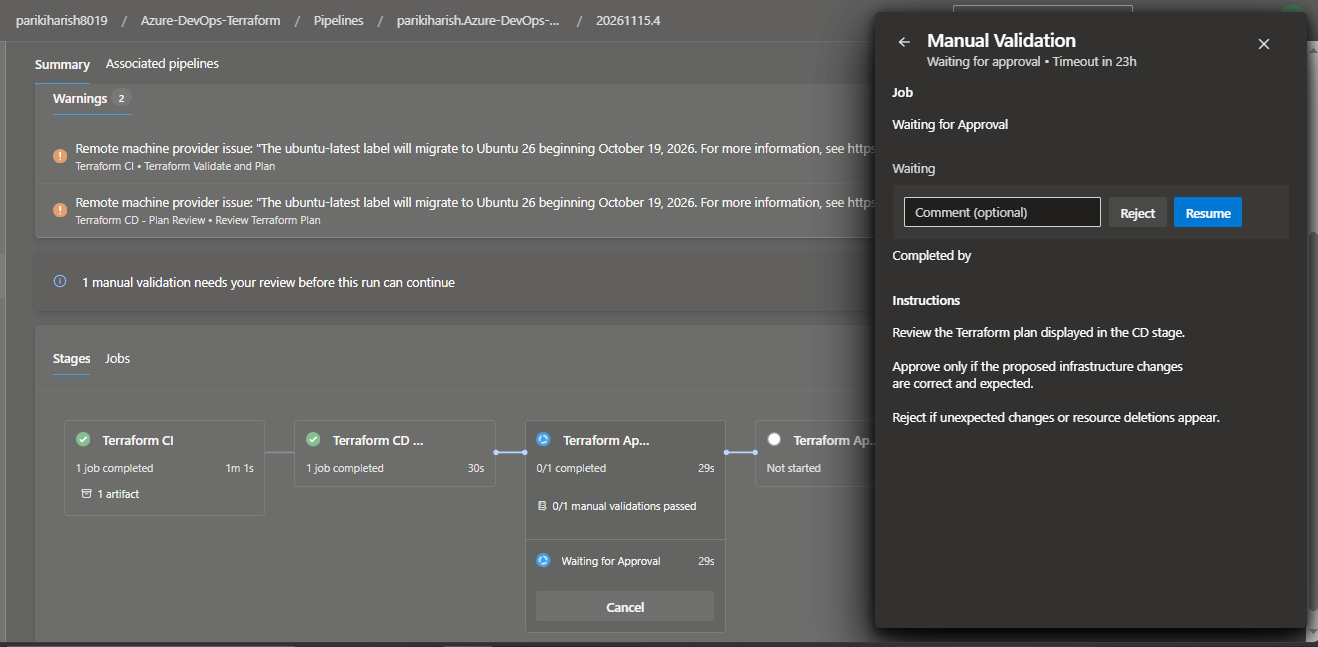 parikiharish8019 / Azure-DevOps-Terraform / Pipelines / parikiharish.Azure-DevOps-... / 20261115.4
Summary Associated pipelines
Warnings 2
Remote machine provider issue: "The ubuntu-latest label will migrate to Ubuntu 26 beginning October 19, 2026. For more information, see https
Terraform CI • Terraform Validate and Plan
Remote machine provider issue: "The ubuntu-latest label will migrate to Ubuntu 26 beginning October 19, 2026. For more information, see https
Terraform CD - Plan Review • Review Terraform Plan
1 manual validation needs your review before this run can continue
Stages Jobs
Terraform CI
1 job completed 1m 1s
1 artifact
Terraform CD ...
1 job completed 30s
Terraform Ap...
0/1 completed 29s
0/1 manual validations passed
Waiting for Approval 29s
Cancel
Terraform Ap...
Not started
Manual Validation
Waiting for approval • Timeout in 23h
Job
Waiting for Approval
Waiting
Comment (optional) Reject Resume
Completed by
Instructions
Review the Terraform plan displayed in the CD stage.
Approve only if the proposed infrastructure changes
are correct and expected.
Reject if unexpected changes or resource deletions appear.